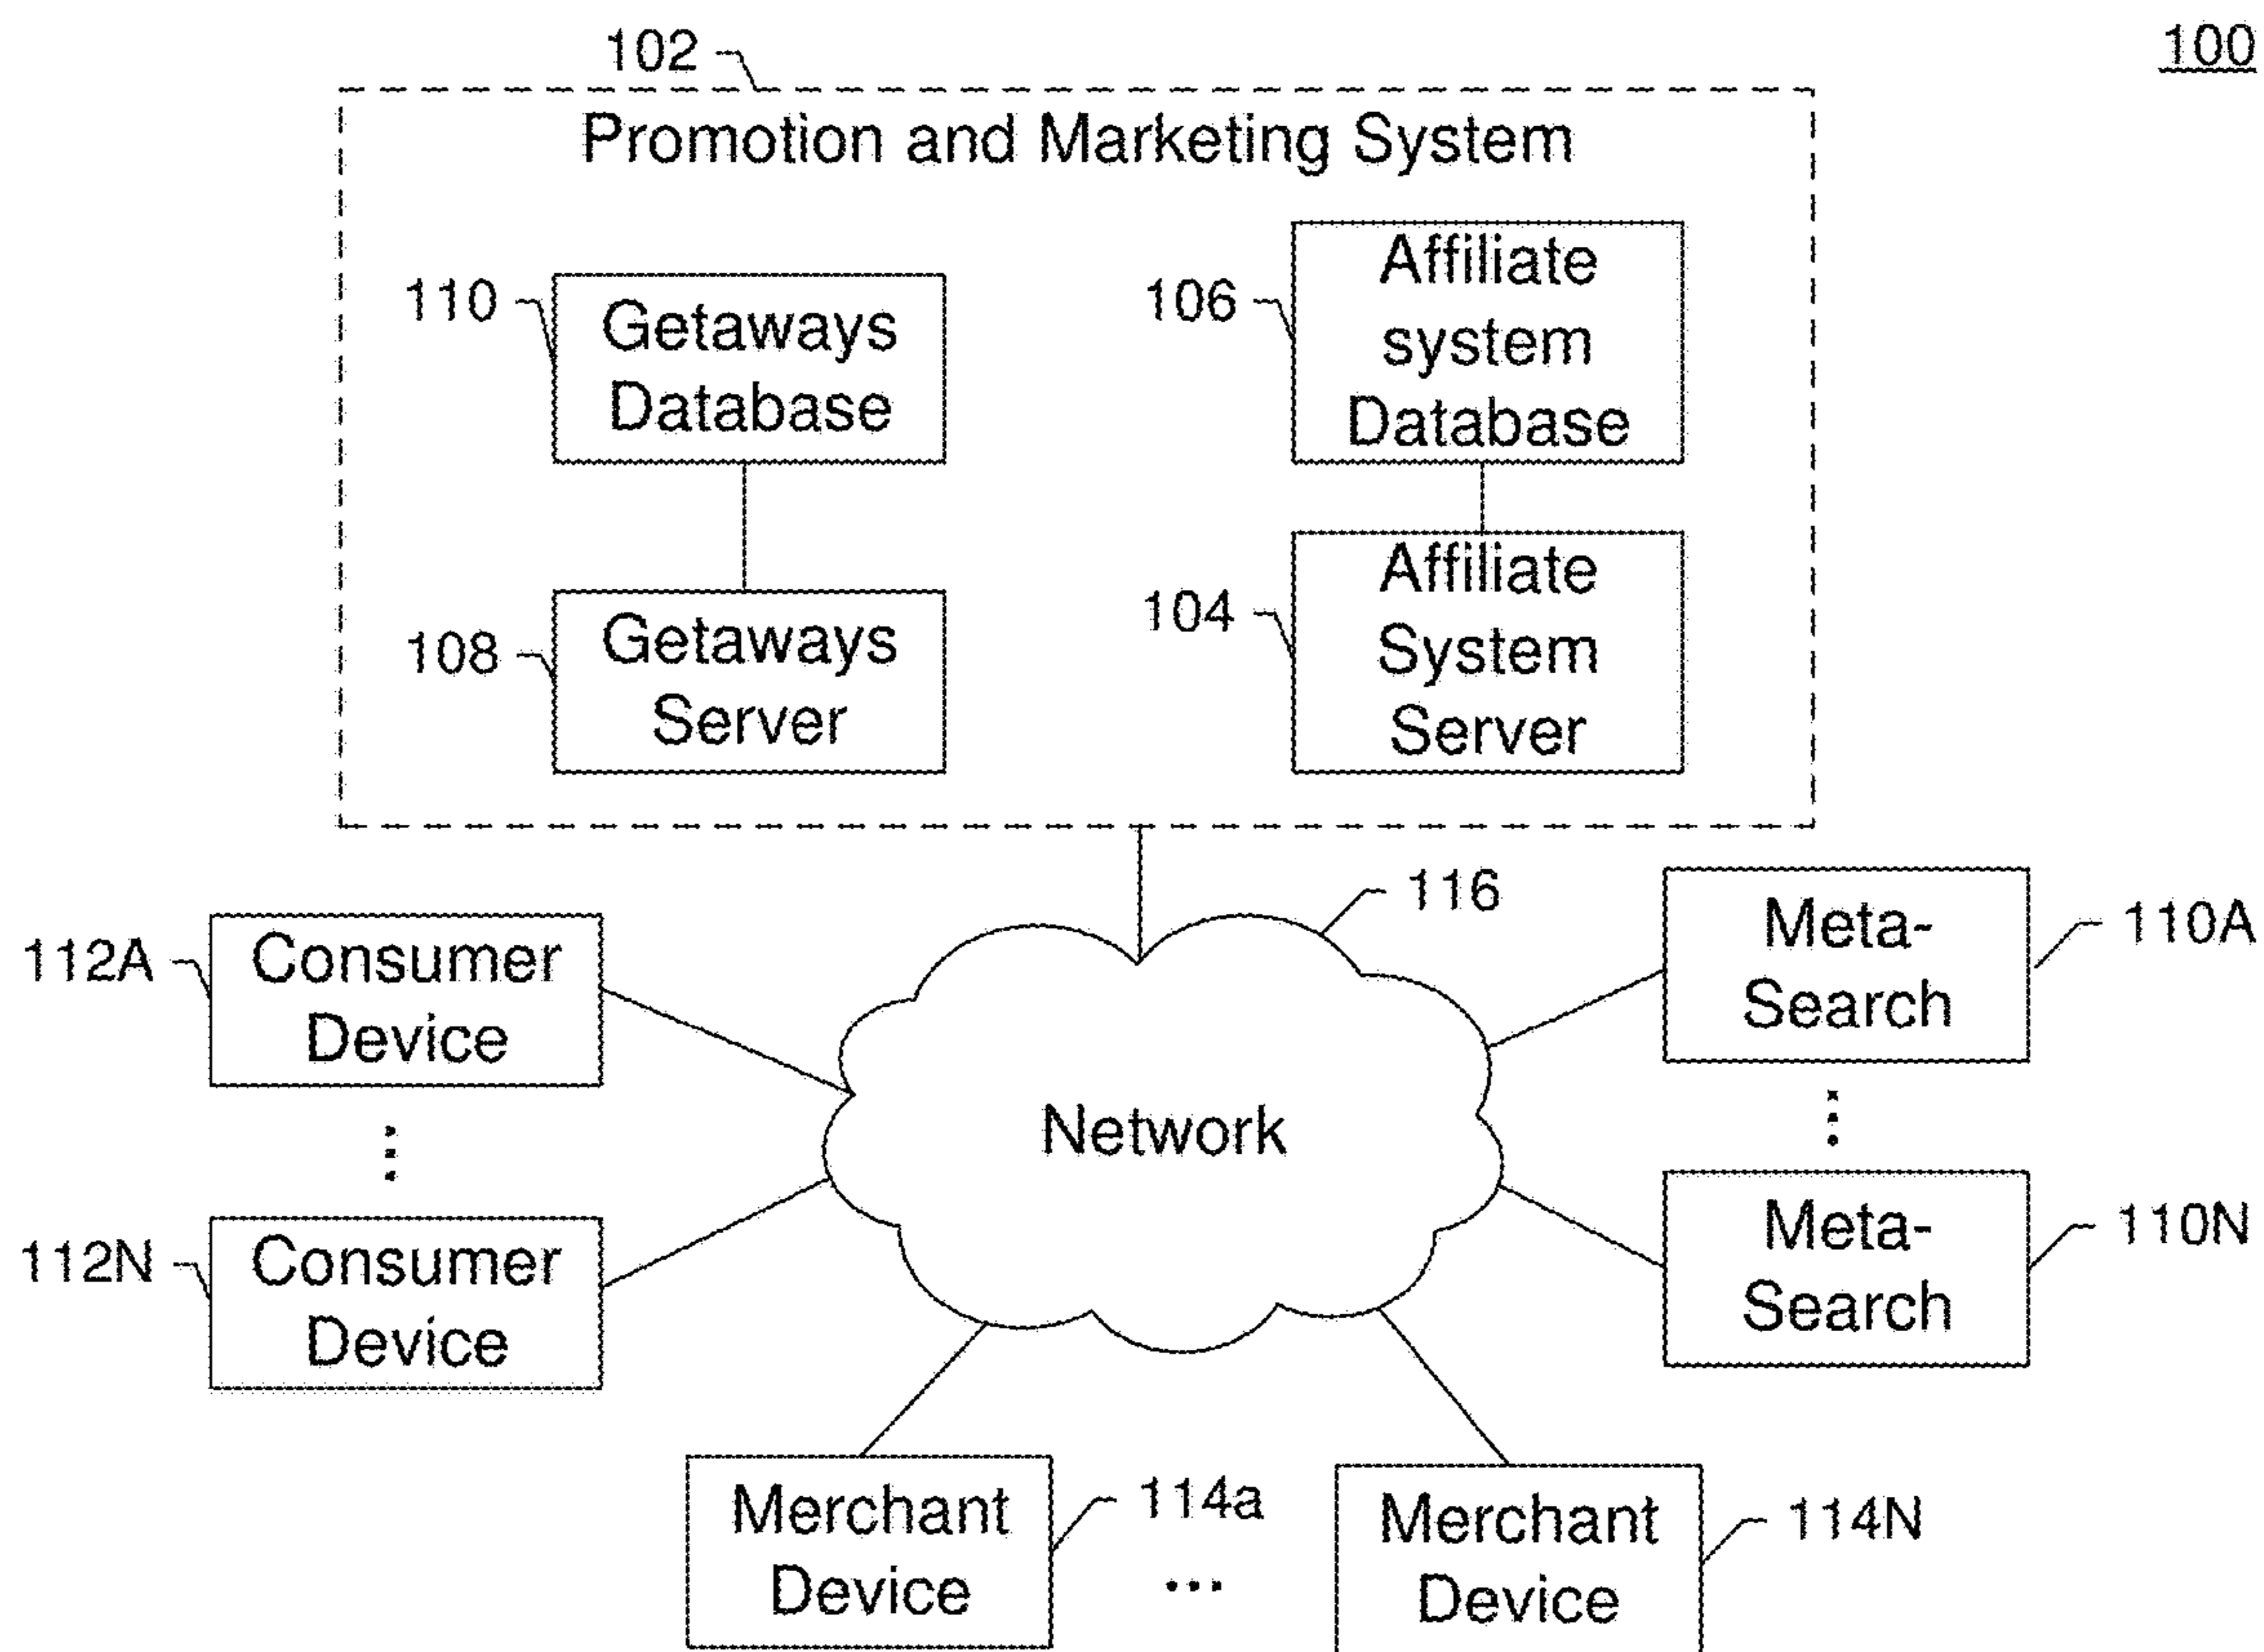 100
102
Promotion and Marketing System
110
Getaways
Database
106
Affiliate
system
Database
108
Getaways
Server
104
Affiliate
System
Server
116
112A
Consumer
Device
Meta-
Search
110A
Network
112N
Consumer
Device
Meta-
Search
110N
Merchant
Device
114a
...
Merchant
Device
114N